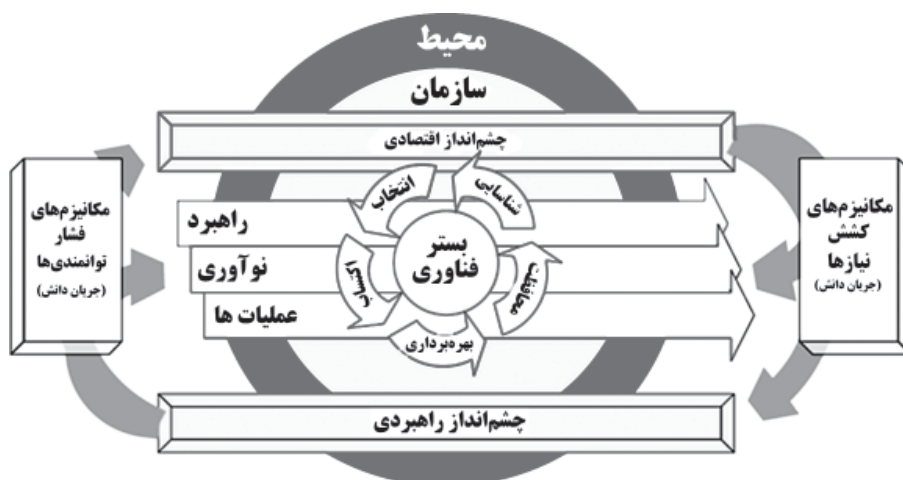 محیط
سازمان
چشم‌انداز اقتصادی
مکانیزم‌های
کشش
نیازها
(جریان دانش)
مکانیزم‌های
فشار
توانمندی‌ها
(جریان دانش)
راهبرد
نوآوری
عملیات ها
شناسایی
انتخاب
اکتساب
بهره‌برداری
محافظت
بستر
فناوری
چشم‌انداز راهبردی